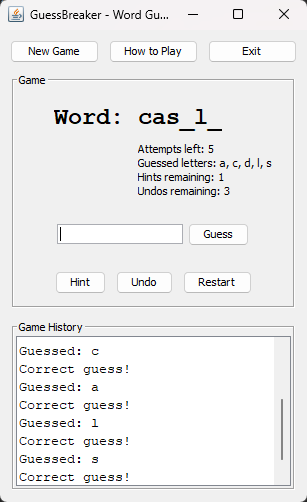 GuessBreaker - Word Gu...
New Game
How to Play
Exit
Game
Word: cas_l_
Attempts left: 5
Guessed letters: a, c, d, l, s
Hints remaining: 1
Undos remaining: 3
Guess
Hint
Undo
Restart
Game History
Guessed: c
Correct guess!
Guessed: a
Correct guess!
Guessed: l
Correct guess!
Guessed: s
Correct guess!